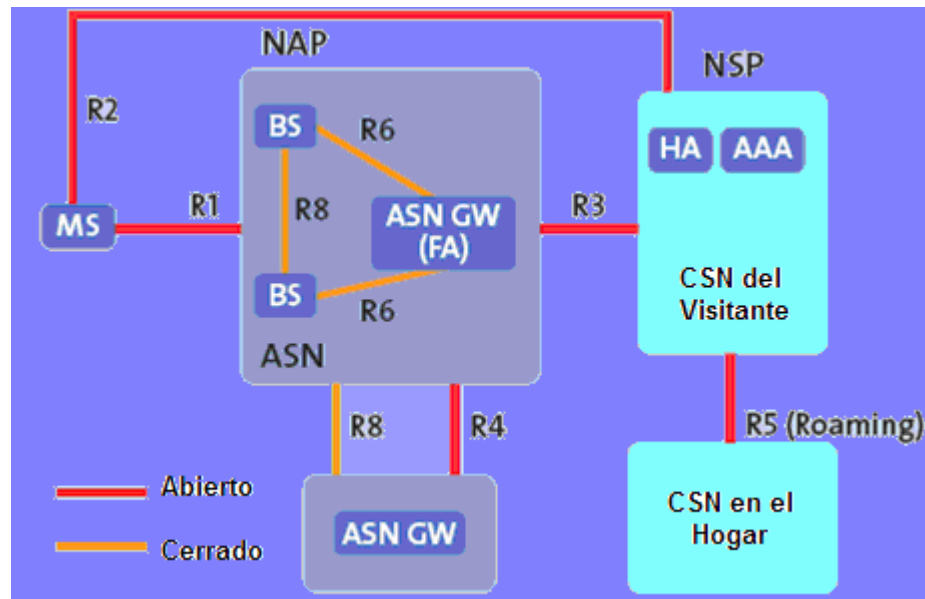 NAP
NSP
R2
BS
R6
HA
AAA
R1
R8
ASN GW
(FA)
R3
MS
BS
R6
CSN del
Visitante
ASN
R8
R4
R5 (Roaming)
Abierto
ASN GW
CSN en el
Hogar
Cerrado